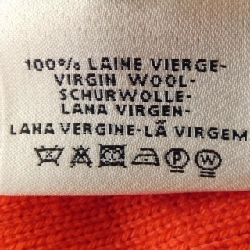 100% LAINE VIERGE-
VIRGIN WOOL-
SCHURWOLLE-
LANA VIRGEN-
LANA VERGINE-LÃ VIRGEM
P W